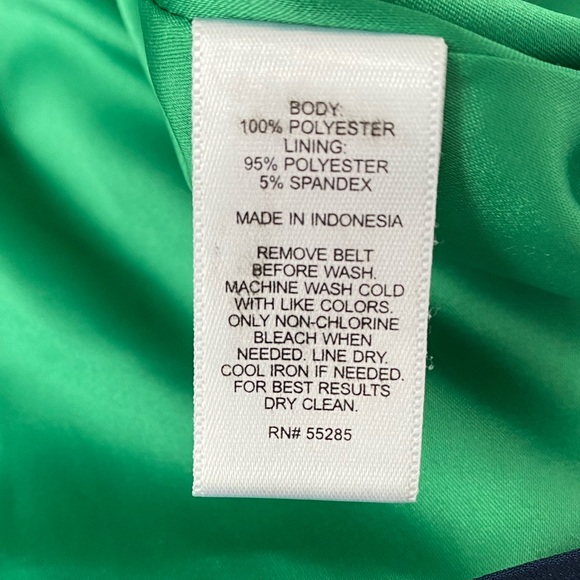 BODY:
100% POLYESTER
LINING:
95% POLYESTER
5% SPANDEX
MADE IN INDONESIA
REMOVE BELT
BEFORE WASH.
MACHINE WASH COLD
WITH LIKE COLORS.
ONLY NON-CHLORINE
BLEACH WHEN
NEEDED. LINE DRY.
COOL IRON IF NEEDED.
FOR BEST RESULTS
DRY CLEAN.
RN# 55285